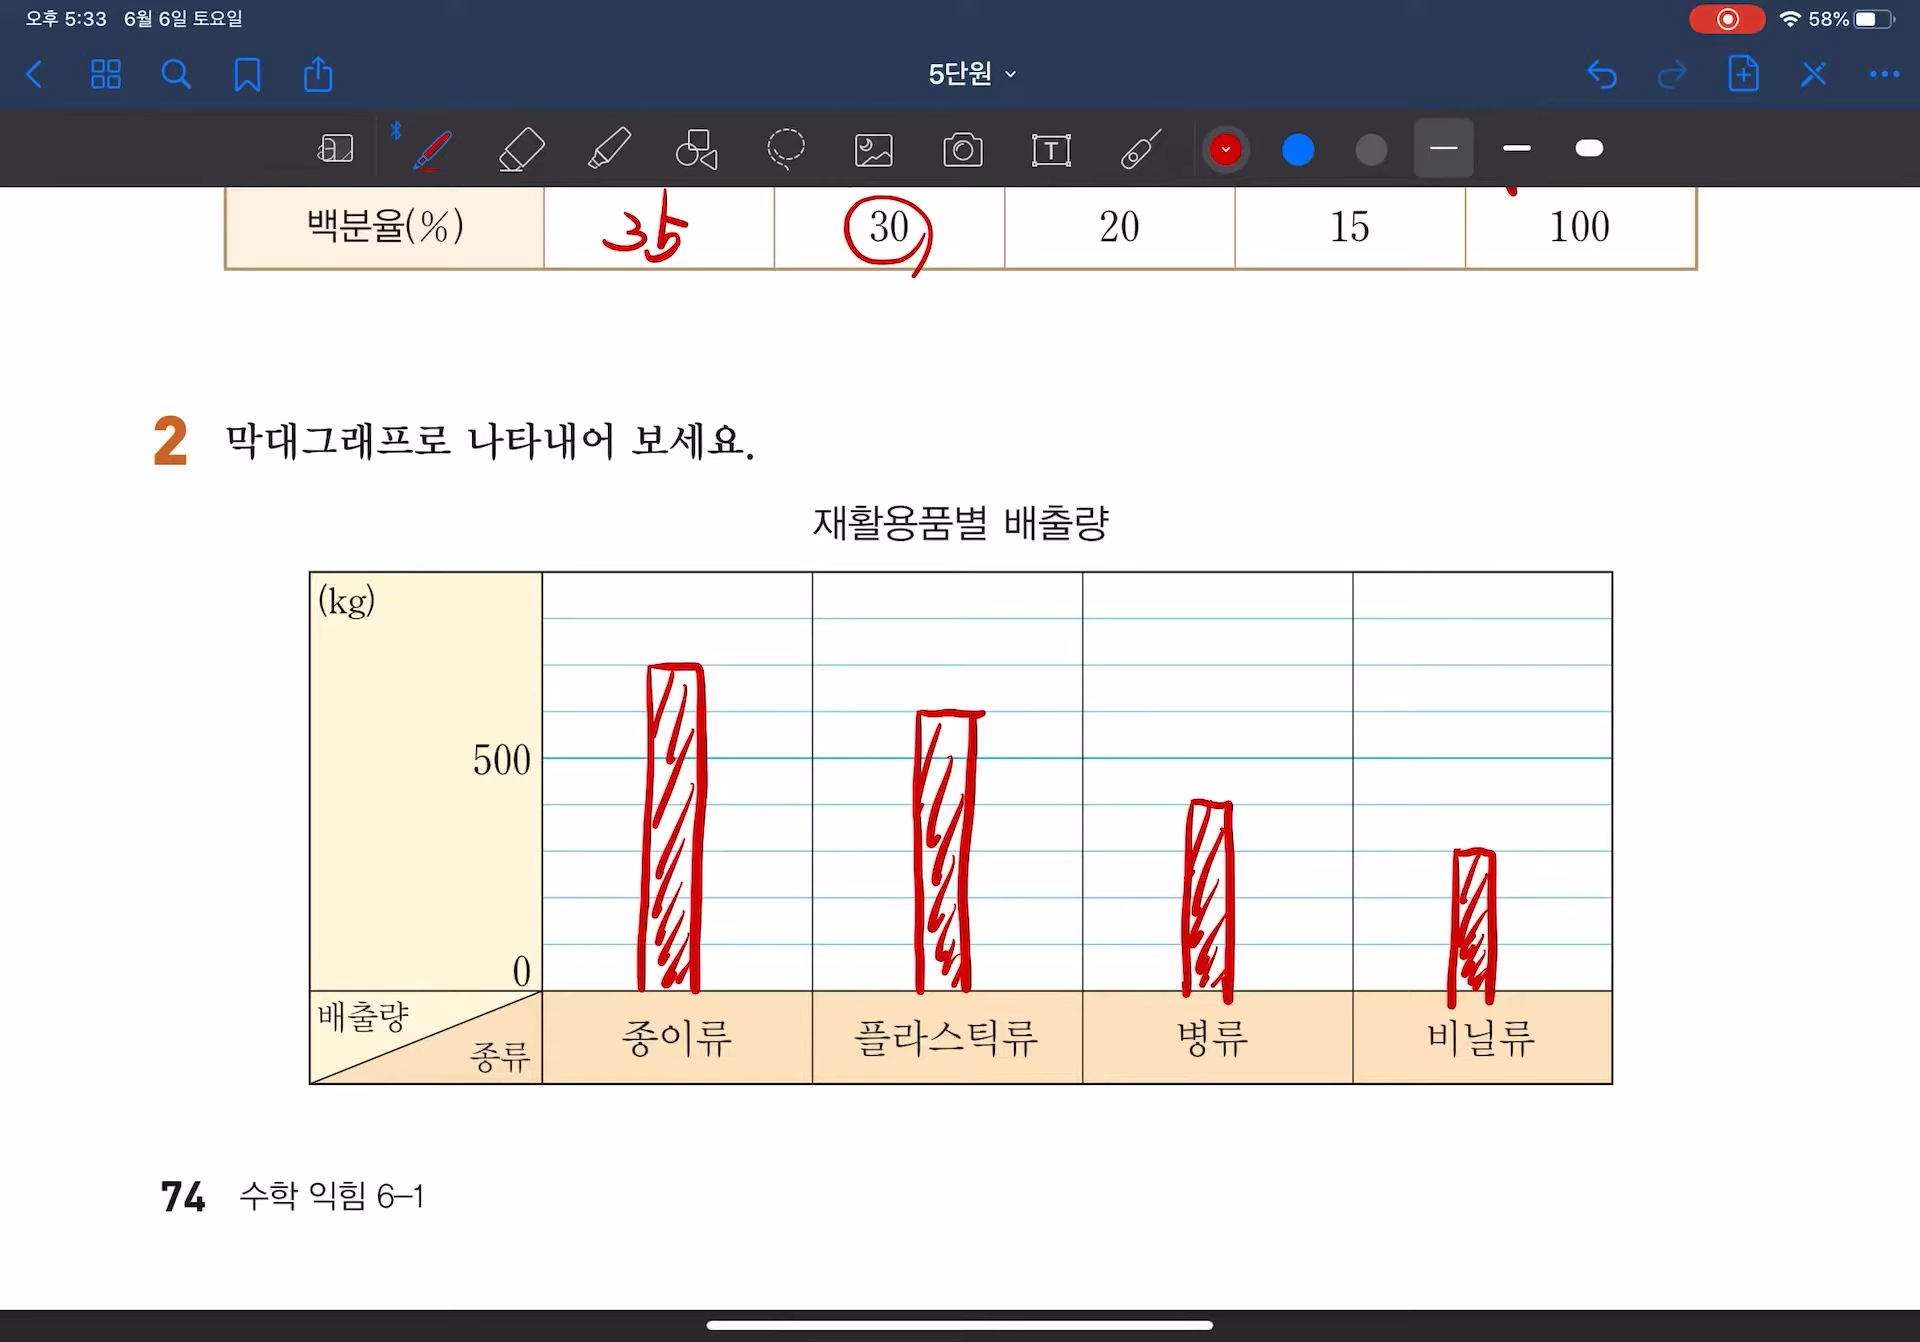 오후 5:33 6월 6일 토요일
58%
5단원
백분율(%) 35 30 20 15 100
2 막대그래프로 나타내어 보세요.
재활용품별 배출량
(kg)
500
0
배출량
종류
종이류 플라스틱류 병류 비닐류
74 수학 익힘 6-1